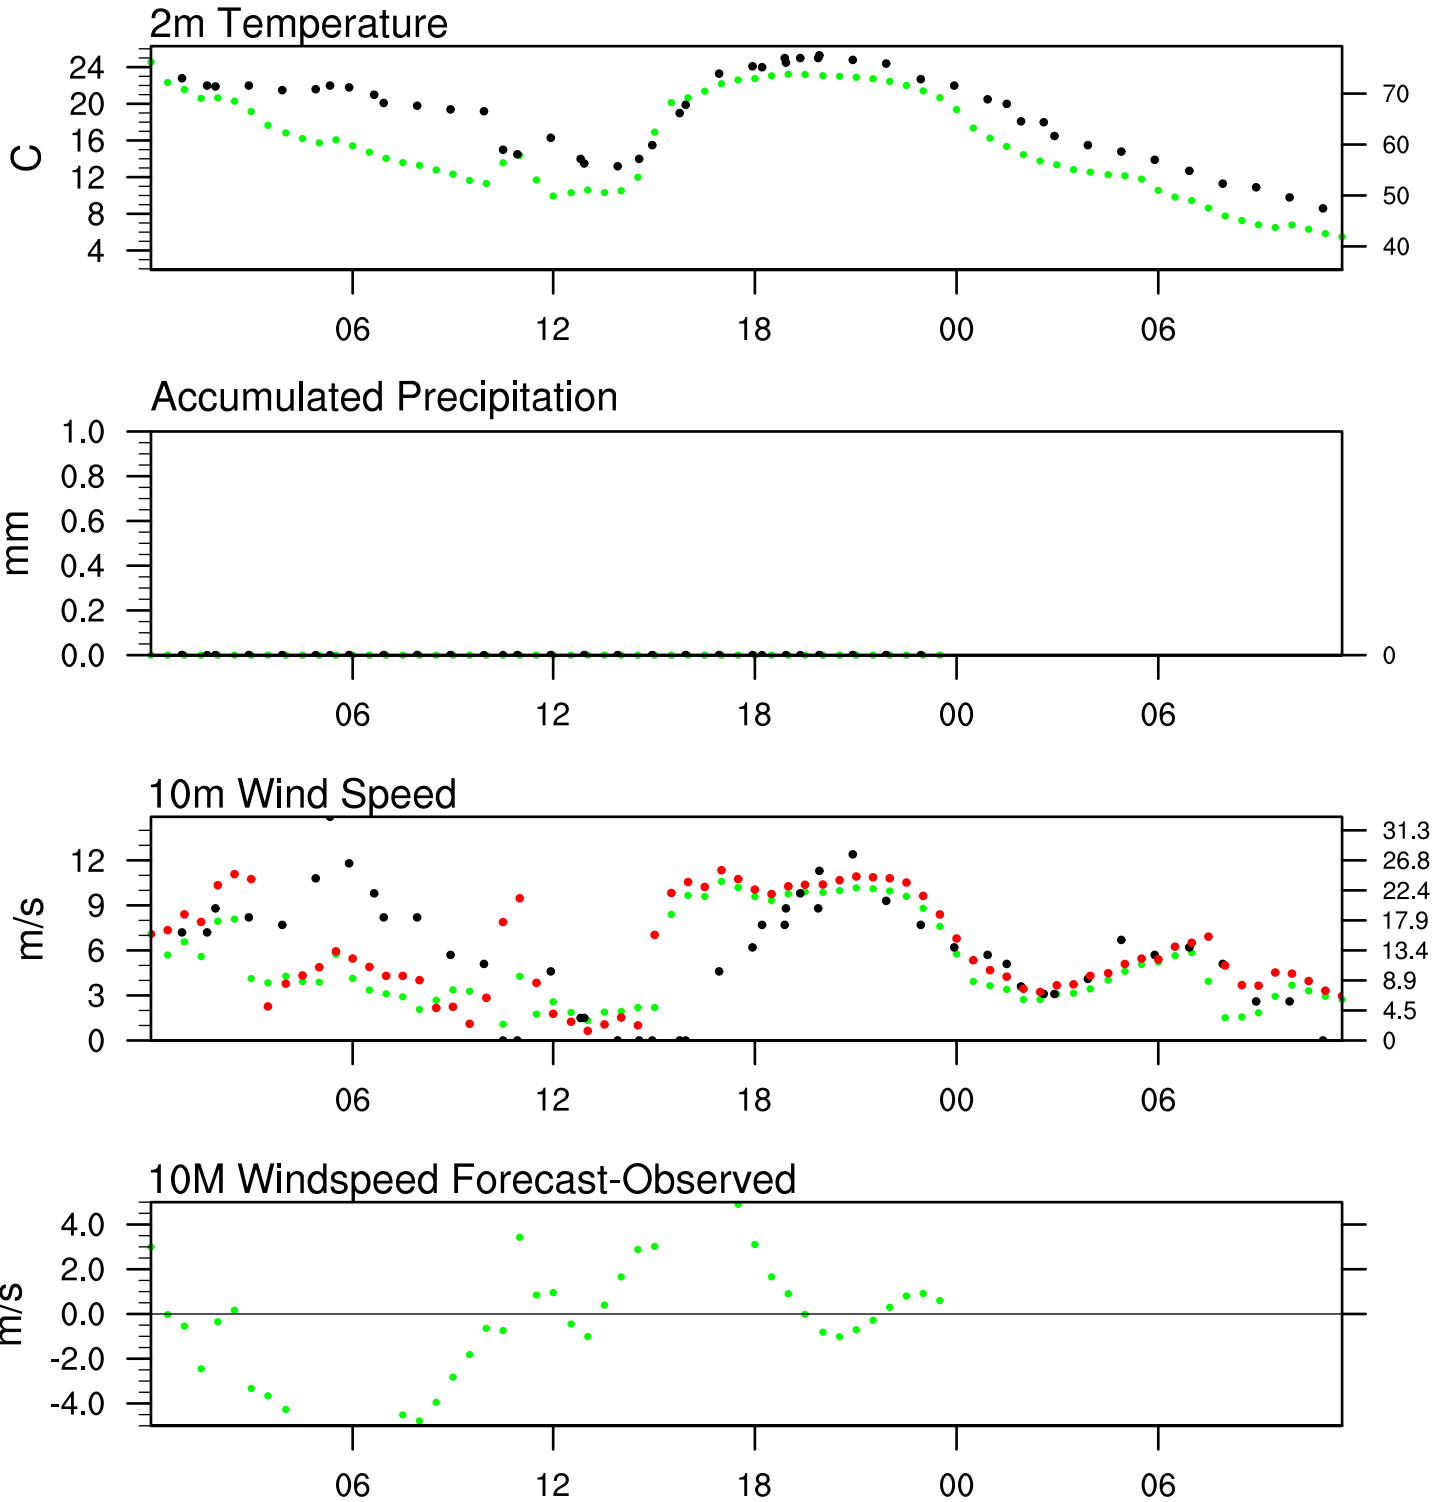 2m Temperature
24
20
16
12
8
4
C
70
60
50
40
06 12 18 00 06
Accumulated Precipitation
1.0
0.8
0.6
0.4
0.2
0.0
mm
0
06 12 18 00 06
10m Wind Speed
12
9
6
3
0
m/s
31.3
26.8
22.4
17.9
13.4
8.9
4.5
0
06 12 18 00 06
10M Windspeed Forecast-Observed
4.0
2.0
0.0
-2.0
-4.0
m/s
06 12 18 00 06